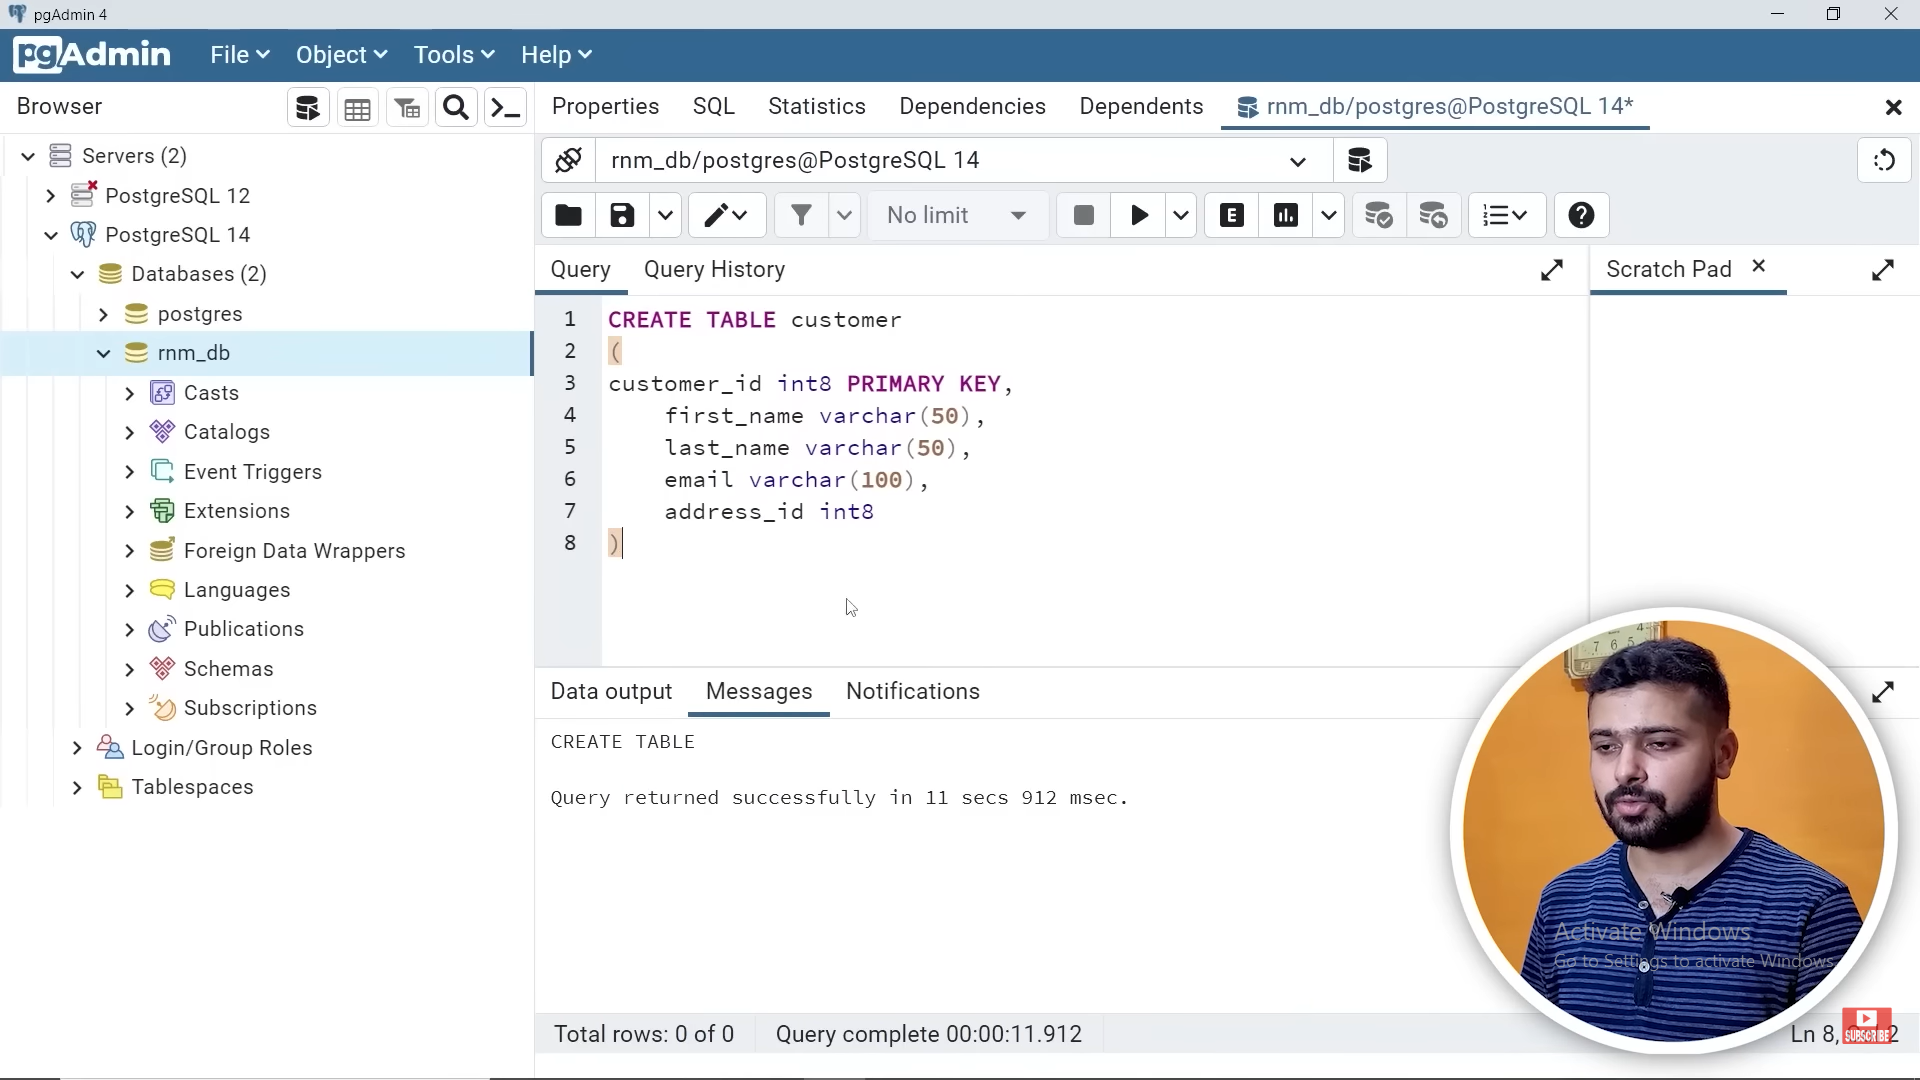 pgAdmin 4
pgAdmin File Object Tools Help
Browser
Properties SQL Statistics Dependencies Dependents rnm_db/postgres@PostgreSQL 14*
Servers (2)
PostgreSQL 12
PostgreSQL 14
Databases (2)
postgres
rnm_db
Casts
Catalogs
Event Triggers
Extensions
Foreign Data Wrappers
Languages
Publications
Schemas
Subscriptions
Login/Group Roles
Tablespaces
rnm_db/postgres@PostgreSQL 14
No limit
E
Query Query History
Scratch Pad
1 CREATE TABLE customer
2 (
3 customer_id int8 PRIMARY KEY,
4 first_name varchar(50),
5 last_name varchar(50),
6 email varchar(100),
7 address_id int8
8 )
Data output Messages Notifications
CREATE TABLE
Query returned successfully in 11 secs 912 msec.
4
7 6 5
Activate Windows
Go to Settings to activate Windows.
SUBSCRIBE
Total rows: 0 of 0 Query complete 00:00:11.912
Ln 8, 2